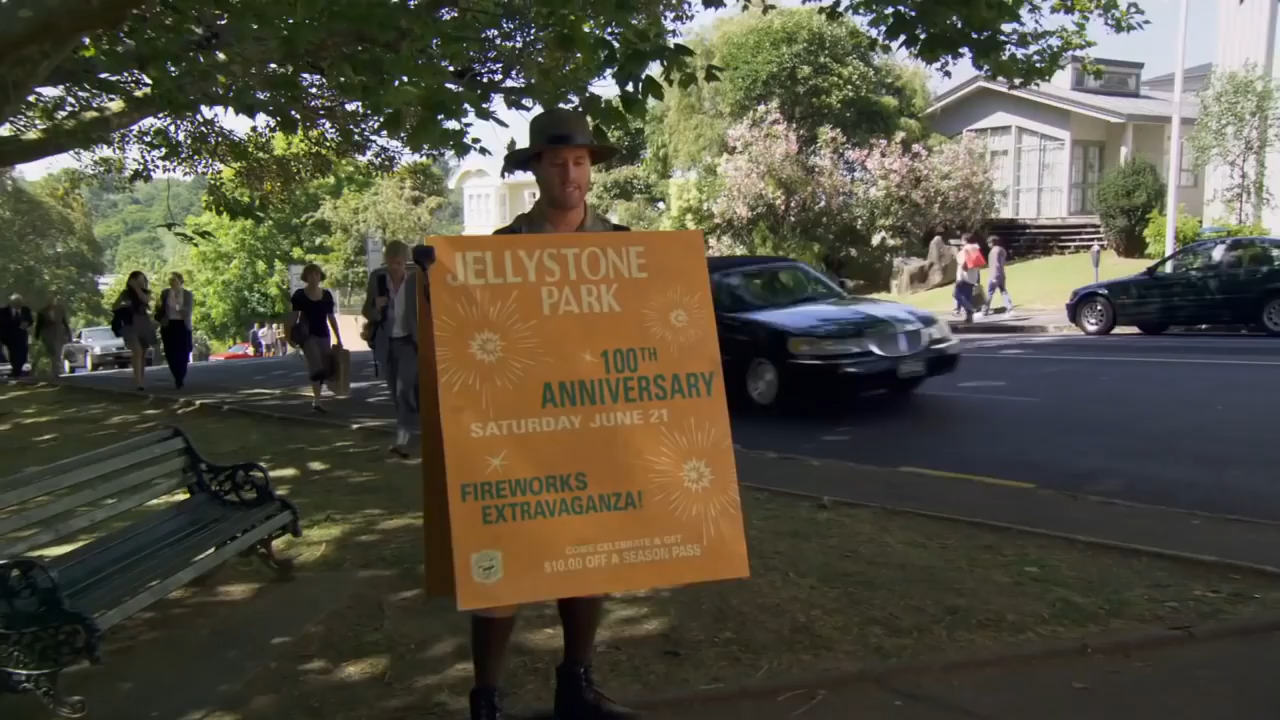 JELLYSTONE
PARK
100TH
ANNIVERSARY
SATURDAY JUNE 21
FIREWORKS
EXTRAVAGANZA!
COME CELEBRATE & GET
$10.00 OFF A SEASON PASS